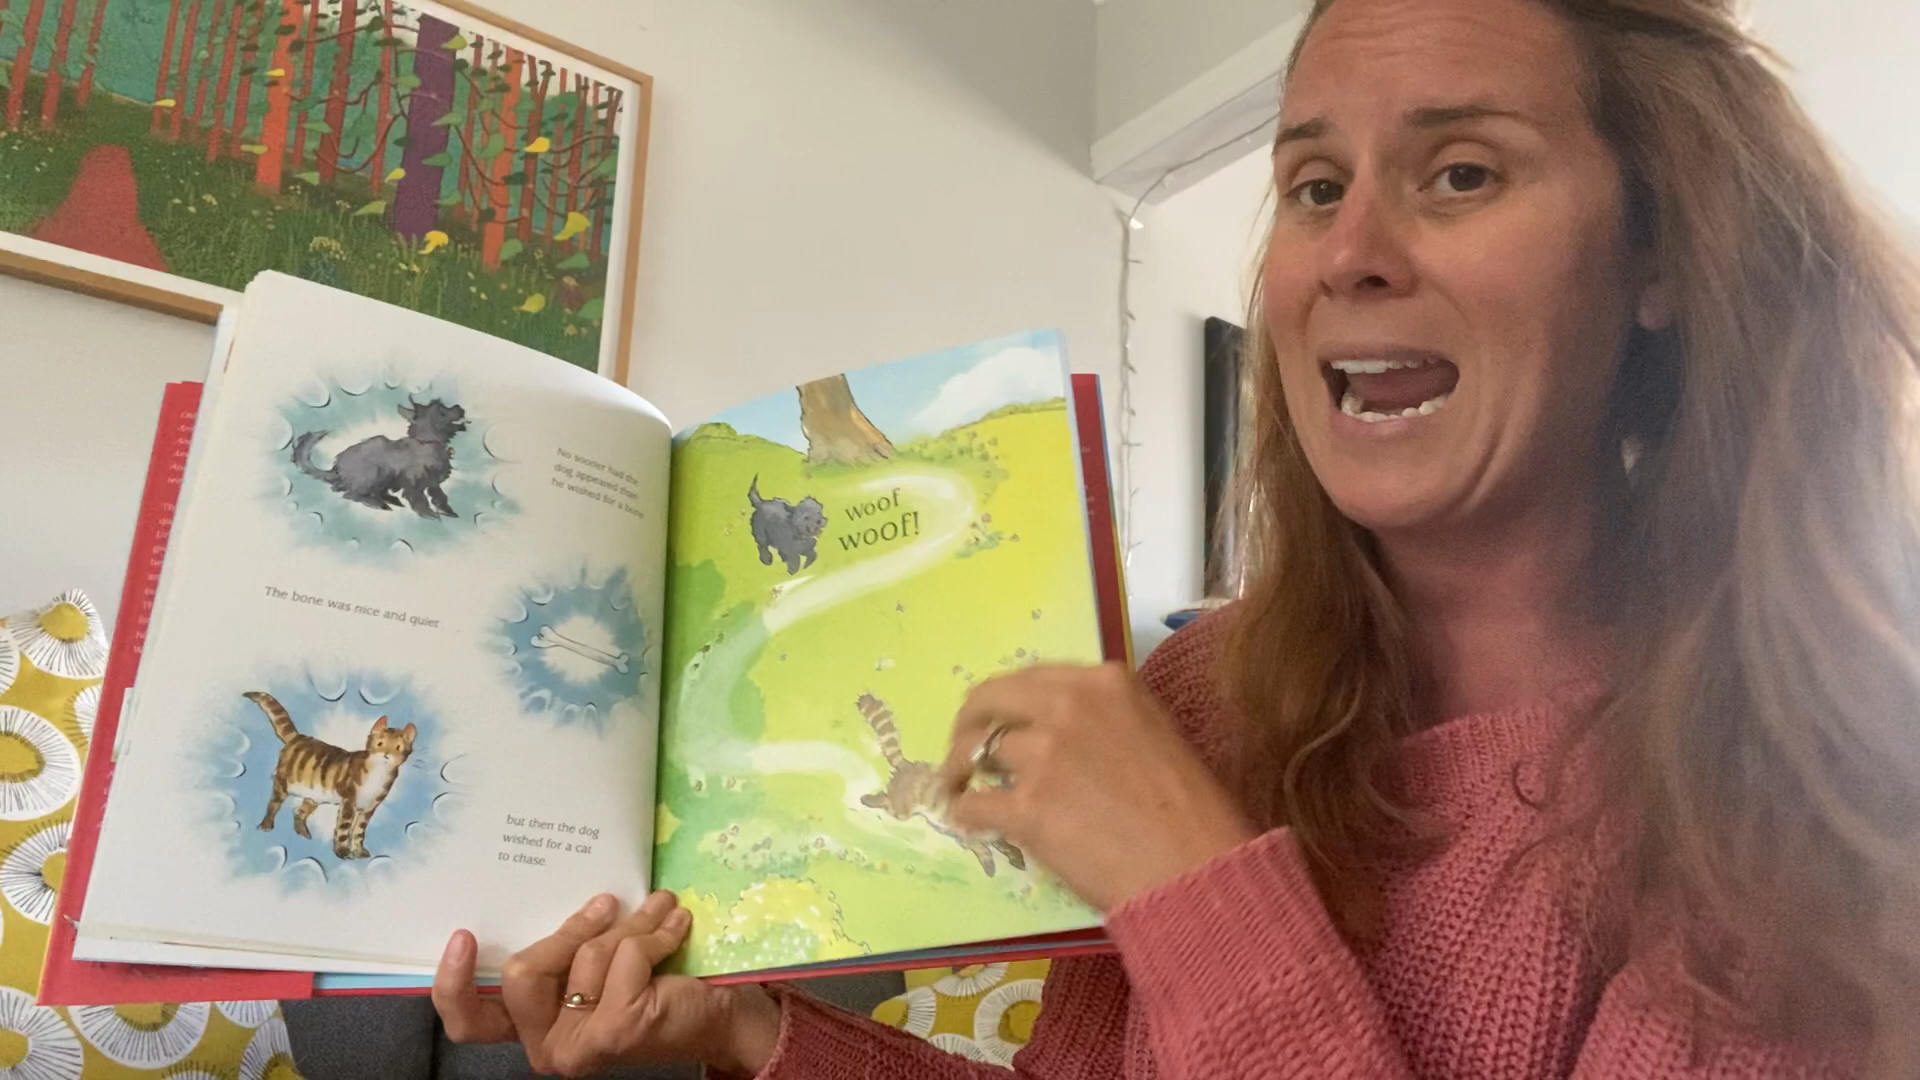 No sooner had the
dog appeared than
he wished for a bone.
The bone was nice and quiet
but then the dog
wished for a cat
to chase.
woof
woof!